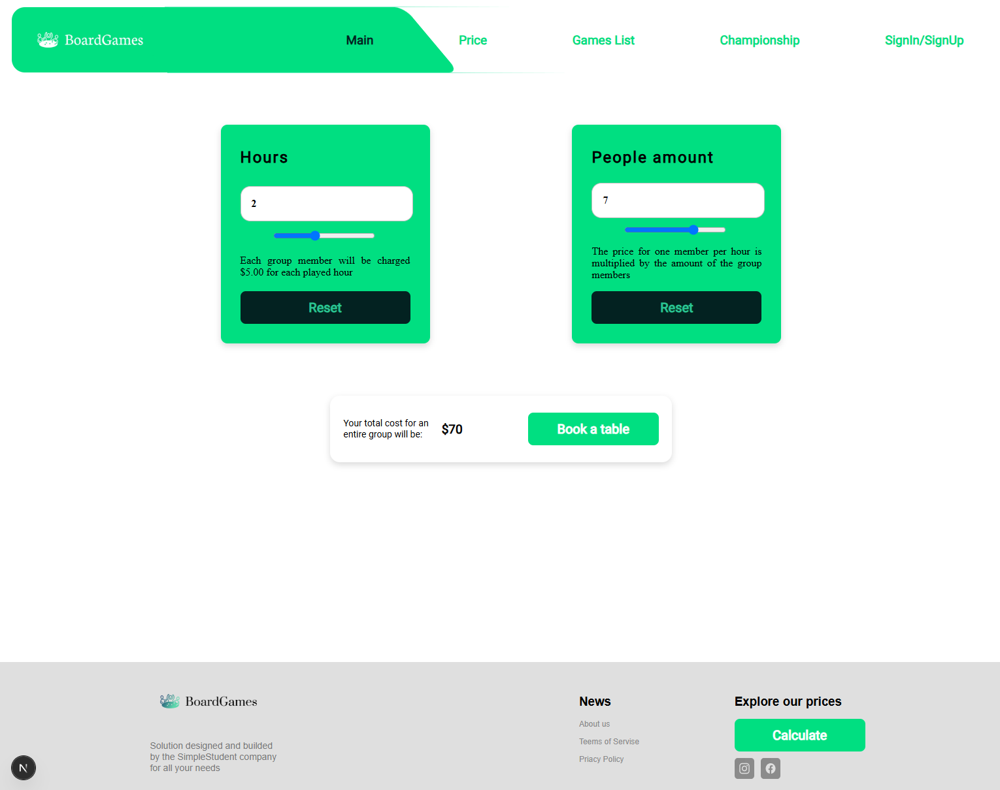 BoardGames
Main
Price
Games List
Championship
SignIn/SignUp
Hours
2
Each group member will be charged
$5.00 for each played hour
Reset
People amount
7
The price for one member per hour is
multiplied by the amount of the group
members
Reset
Your total cost for an
entire group will be:
$70
Book a table
BoardGames
Solution designed and builded
by the SimpleStudent company
for all your needs
News
About us
Teems of Servise
Priacy Policy
Explore our prices
Calculate
N